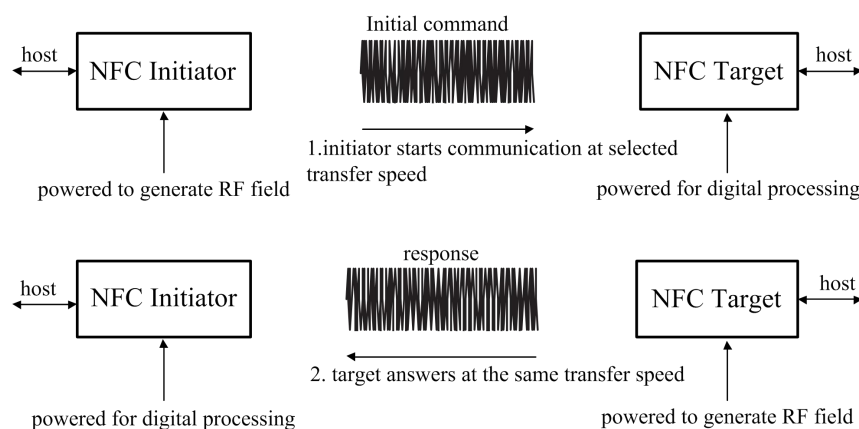 Initial command
host
NFC Initiator
NFC Target
host
1.initiator starts communication at selected
transfer speed
powered to generate RF field
powered for digital processing
response
host
NFC Initiator
NFC Target
host
2. target answers at the same transfer speed
powered for digital processing
powered to generate RF field